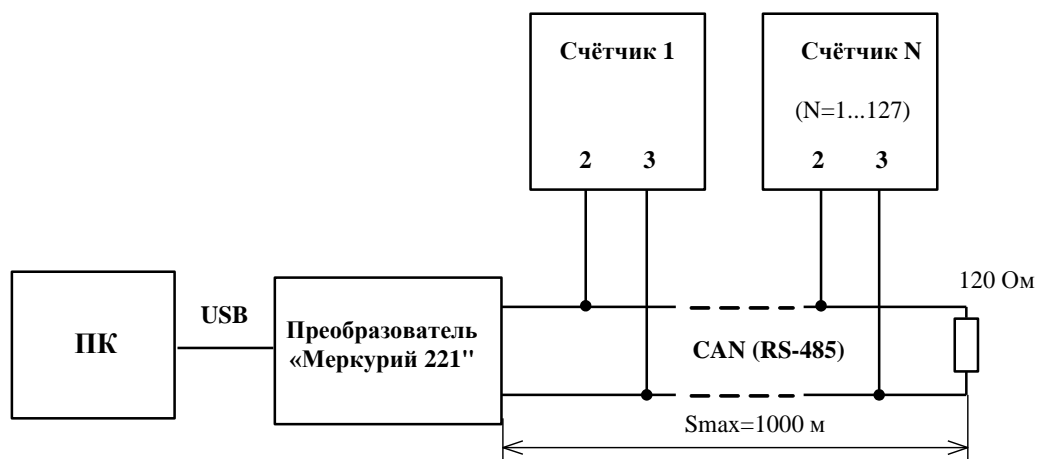 Счётчик 1
Счётчик N
(N=1...127)
2 3
2 3
120 Ом
ПК
USB
Преобразователь
«Меркурий 221"
CAN (RS-485)
Smax=1000 м